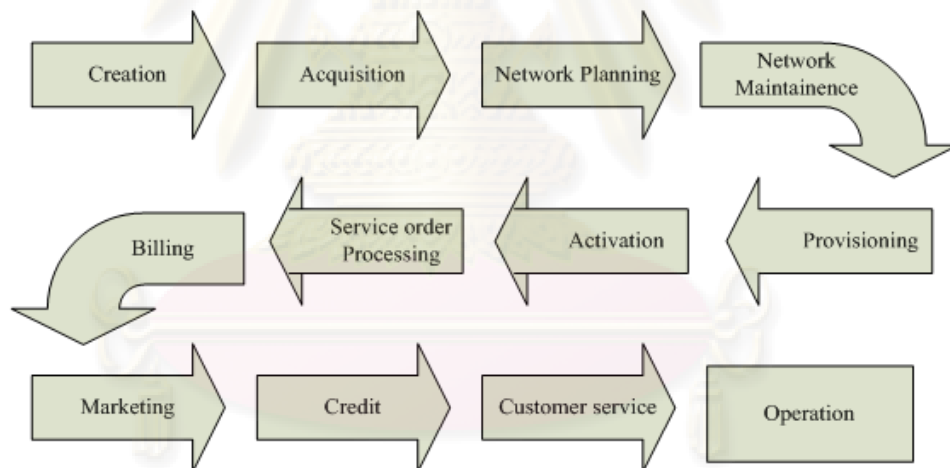 Creation
Acquisition
Network Planning
Network
Maintainence
Provisioning
Activation
Service order
Processing
Billing
Marketing
Credit
Customer service
Operation